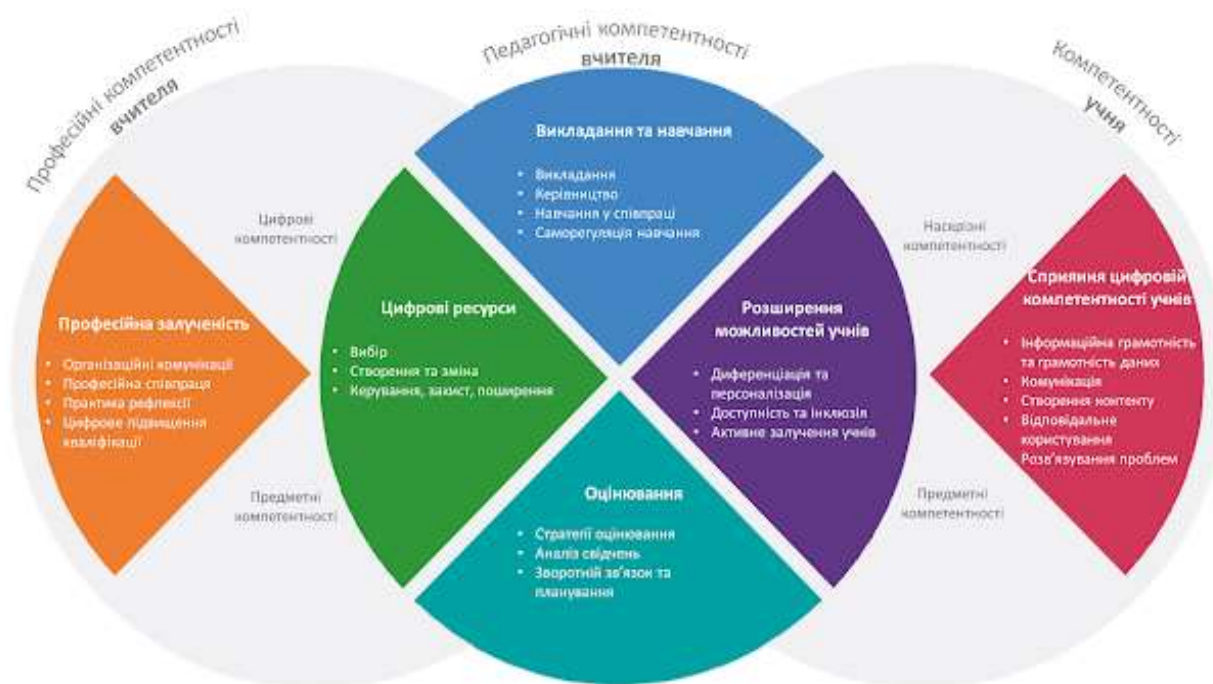 Професійні компетентності
вчителя
Педагогічні компетентності
вчителя
Компетентності
учня
Викладання та навчання
• Викладання
• Керівництво
• Навчання у співпраці
• Саморегуляція навчання
Цифрові
компетентності
Наскрізні
компетентності
Професійна залученість
• Організаційні комунікації
• Професійна співпраця
• Практика рефлексії
• Цифрове підвищення
кваліфікації
Цифрові ресурси
• Вибір
• Створення та зміна
• Керування, захист, поширення
Розширення
можливостей учнів
• Диференціація та
персоналізація
• Доступність та інклюзія
• Активне залучення учнів
Сприяння цифровій
компетентності учнів
• Інформаційна грамотність
та грамотність даних
• Комунікація
• Створення контенту
• Відповідальне
користування
Розв'язування проблем
Предметні
компетентності
Предметні
компетентності
Оцінювання
• Стратегії оцінювання
• Аналіз свідчень
• Зворотній зв'язок та
планування